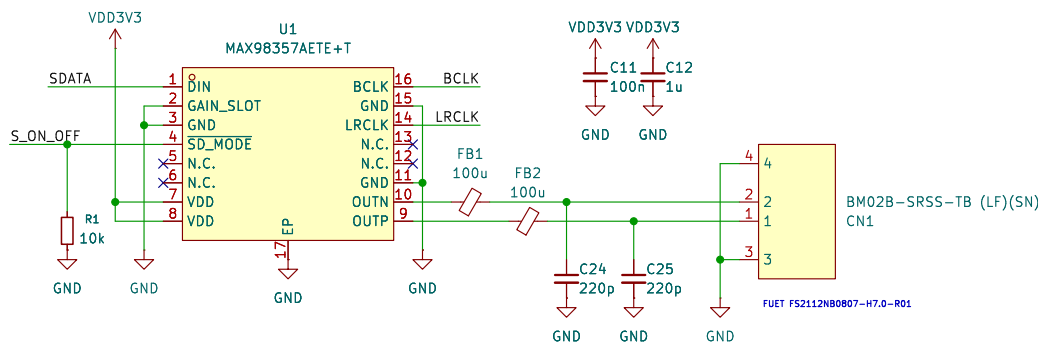 VDD3V3
U1
MAX98357AETE+T
VDD3V3 VDD3V3
C11
100n
C12
1u
GND GND
SDATA 1 DIN BCLK 16 BCLK
2 GAIN_SLOT GND 15
3 GND LRCLK 14 LRCLK
S_ON_OFF 4 SD_MODE N.C. 13
5 N.C. N.C. 12
6 N.C. GND 11
7 VDD OUTN 10
8 VDD OUTP 9
EP
17
FB1
100u
FB2
100u
4 4
2 2
1 1
3 3
BM02B-SRSS-TB (LF)(SN)
CN1
R1
10k
C24
220p
C25
220p
GND GND GND GND
GND GND GND
FUET FS2112NB0807-H7.0-R01